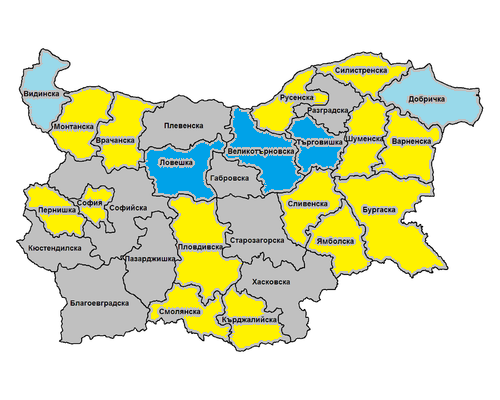 Силистренска
Видинска
Русенска
Добричка
Разградска
Монтанска
Плевенска
Врачанска
Шуменска
Варненска
Търговишка
Великотърновска
Ловешка
Габровска
София
Сливенска
Пернишка
Софийска
Бургаска
Старозагорска
Ямболска
Кюстендилска
Пловдивска
Пазарджишка
Хасковска
Благоевградска
Смолянска
Кърджалийска